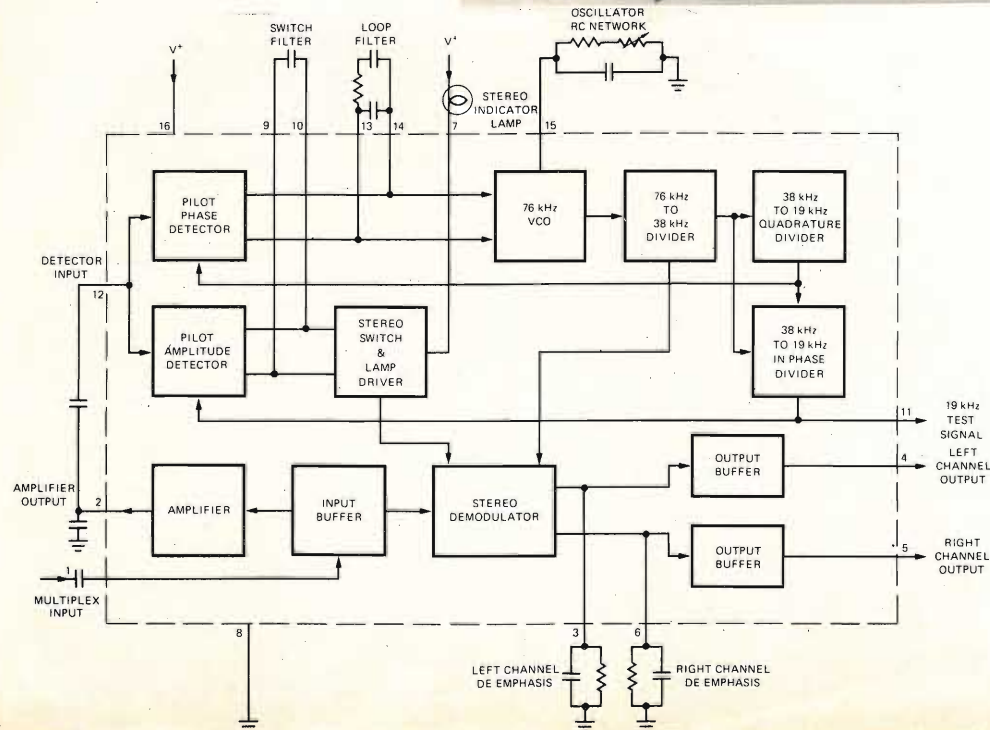 OSCILLATOR
RC NETWORK
SWITCH
FILTER
LOOP
FILTER
V+
V+
STEREO
INDICATOR
LAMP
16
9
10
13
14
7
15
PILOT
PHASE
DETECTOR
76 kHz
VCO
76 kHz
TO
38 kHz
DIVIDER
38 kHz
TO 19 kHz
QUADRATURE
DIVIDER
DETECTOR
INPUT
12
PILOT
AMPLITUDE
DETECTOR
STEREO
SWITCH
&
LAMP
DRIVER
38 kHz
TO 19 kHz
IN PHASE
DIVIDER
11
19 kHz
TEST
SIGNAL
AMPLIFIER
OUTPUT
2
AMPLIFIER
INPUT
BUFFER
STEREO
DEMODULATOR
OUTPUT
BUFFER
4
LEFT
CHANNEL
OUTPUT
OUTPUT
BUFFER
5
RIGHT
CHANNEL
OUTPUT
1
MULTIPLEX
INPUT
8
3
6
LEFT CHANNEL
DE EMPHASIS
RIGHT CHANNEL
DE EMPHASIS